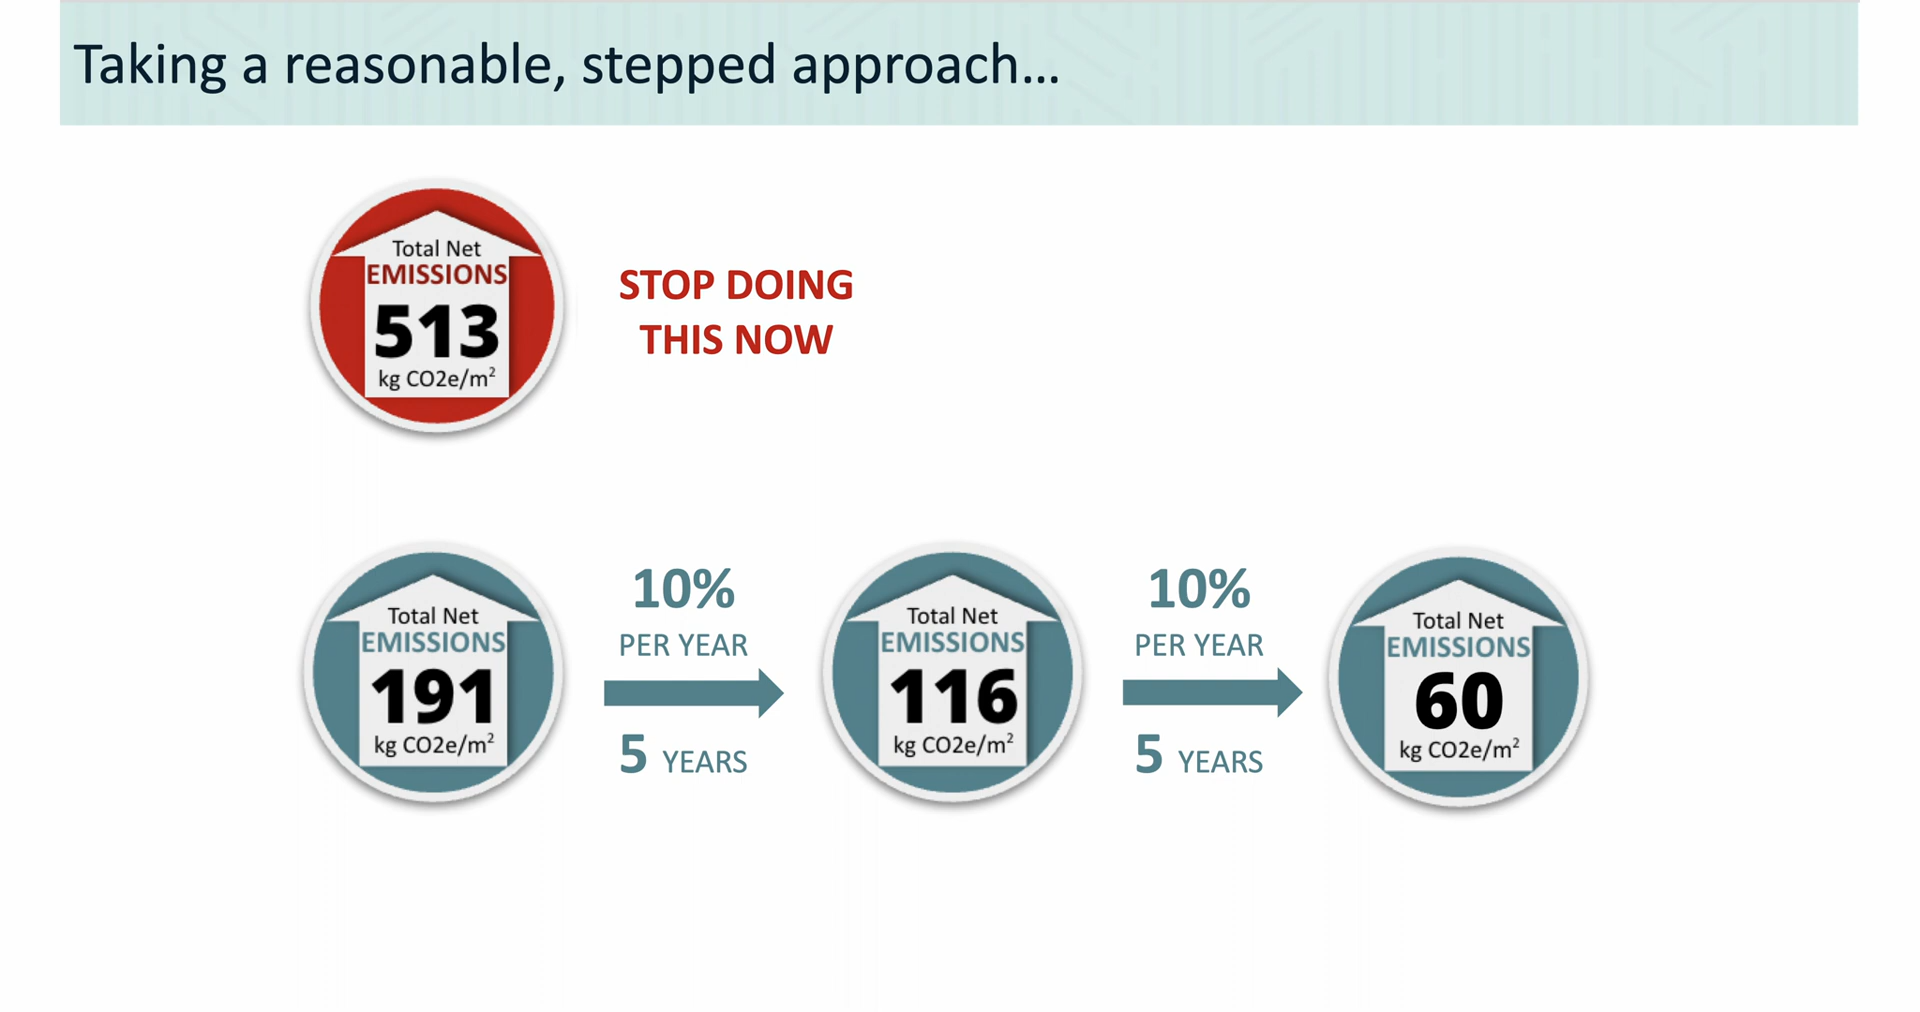 Taking a reasonable, stepped approach...
Total Net
EMISSIONS
513
kg CO2e/m²
STOP DOING
THIS NOW
Total Net
EMISSIONS
191
kg CO2e/m²
10%
PER YEAR
5 YEARS
Total Net
EMISSIONS
116
kg CO2e/m²
10%
PER YEAR
5 YEARS
Total Net
EMISSIONS
60
kg CO2e/m²